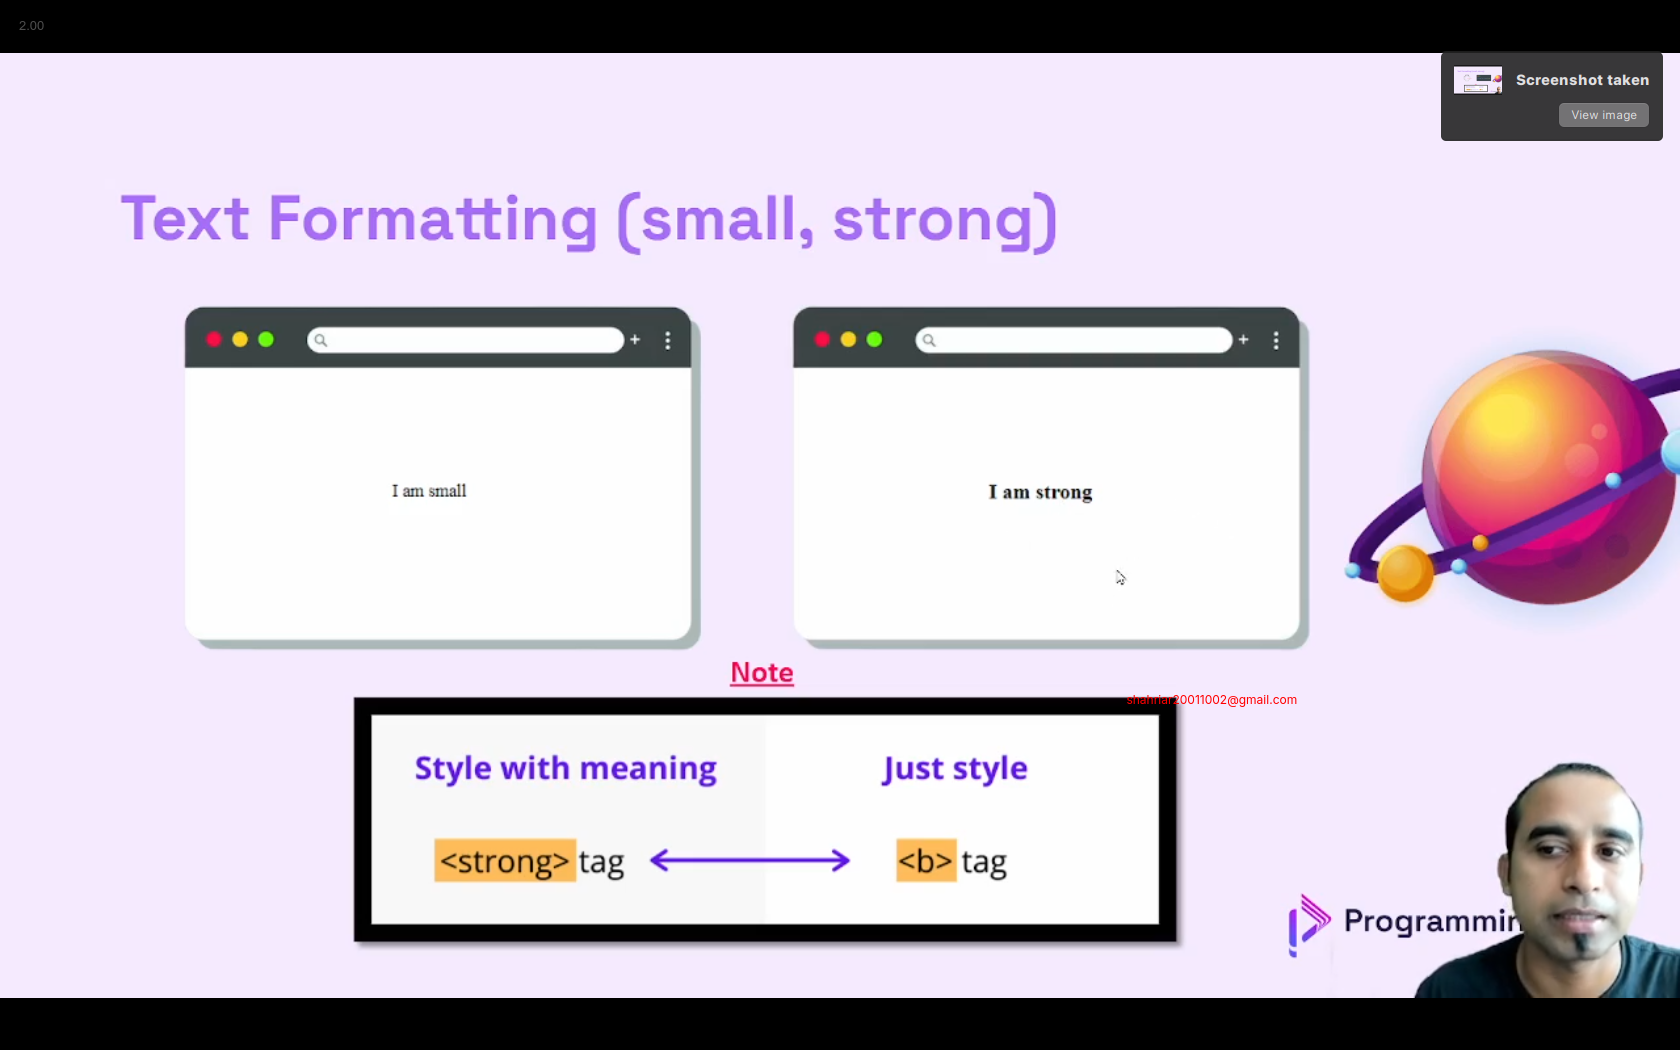 2.00
Screenshot taken
View image
Text Formatting (small, strong)
I am small
I am strong
Note
shahriar20011002@gmail.com
Style with meaning
Just style
<strong> tag
<b> tag